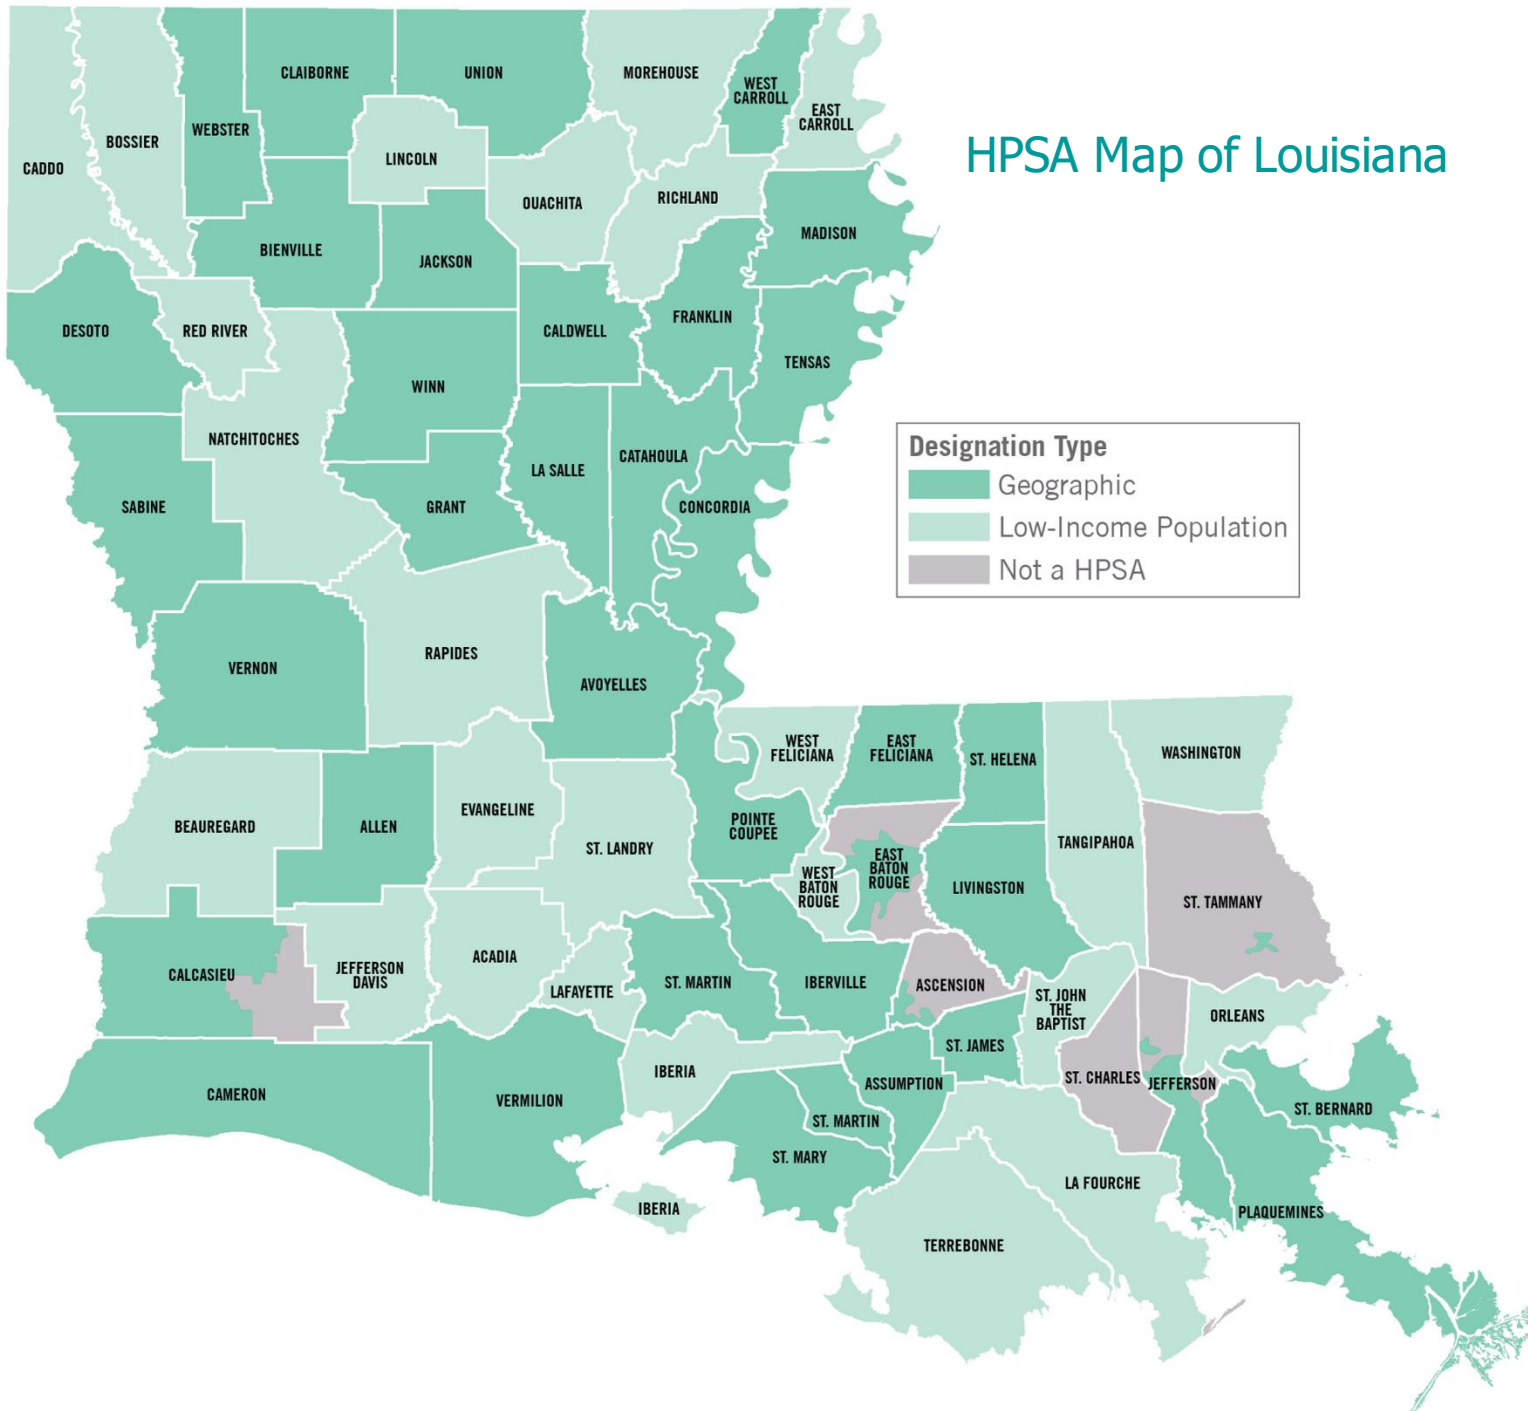 HPSA Map of Louisiana
CLAIBORNE
UNION
MOREHOUSE
WEST
CARROLL
EAST
CARROLL
WEBSTER
BOSSIER
CADDO
LINCOLN
OUACHITA
RICHLAND
MADISON
BIENVILLE
JACKSON
DESOTO
RED RIVER
CALDWELL
FRANKLIN
TENSAS
WINN
NATCHITOCHES
LA SALLE
CATAHOULA
CONCORDIA
SABINE
GRANT
Designation Type
Geographic
Low-Income Population
Not a HPSA
VERNON
RAPIDES
AVOYELLES
WEST
FELICIANA
EAST
FELICIANA
ST. HELENA
WASHINGTON
BEAUREGARD
ALLEN
EVANGELINE
ST. LANDRY
POINTE
COUPEE
EAST
BATON
ROUGE
WEST
BATON
ROUGE
LIVINGSTON
TANGIPAHOA
ST. TAMMANY
CALCASIEU
JEFFERSON
DAVIS
ACADIA
LAFAYETTE
ST. MARTIN
IBERVILLE
ASCENSION
ST. JOHN
THE
BAPTIST
ORLEANS
ST. JAMES
CAMERON
VERMILION
IBERIA
ASSUMPTION
ST. CHARLES
JEFFERSON
ST. BERNARD
ST. MARTIN
ST. MARY
LA FOURCHE
IBERIA
PLAQUEMINES
TERREBONNE